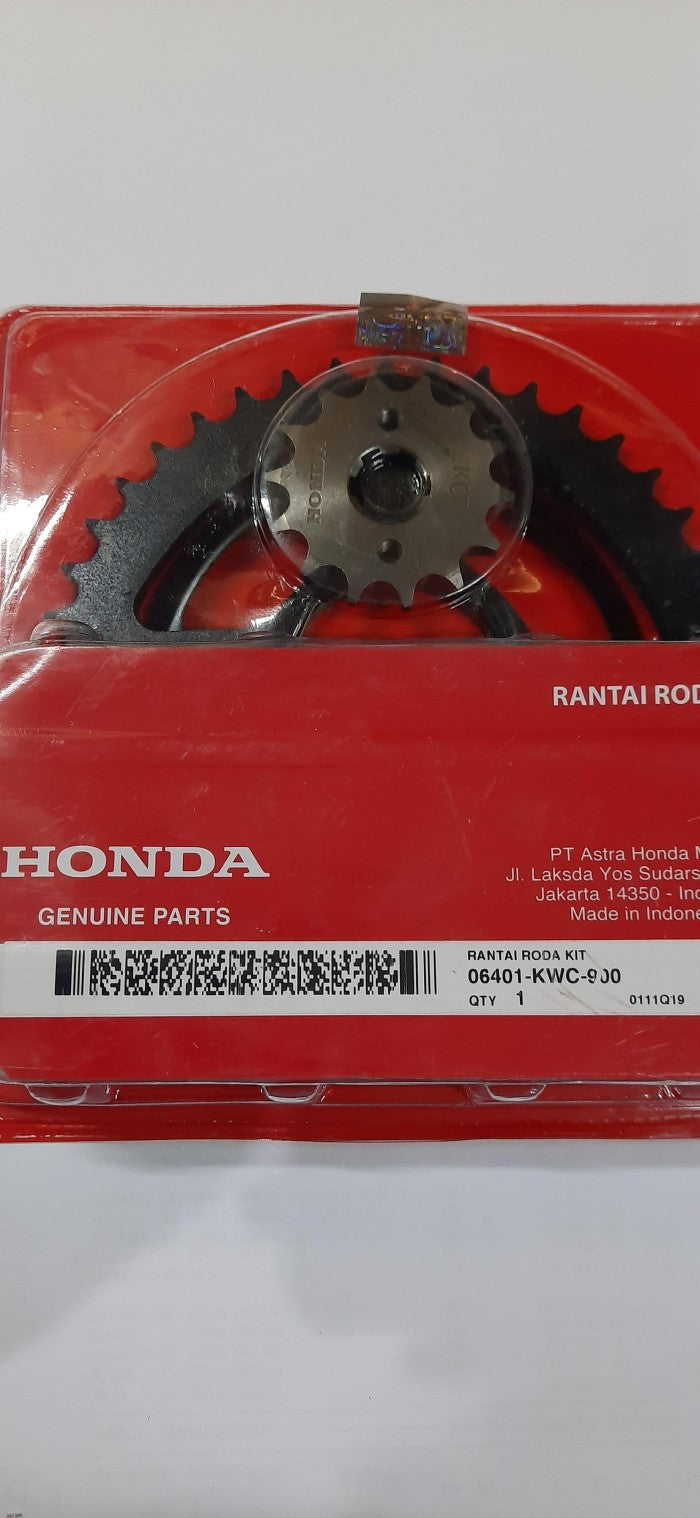 HONDA
KC
RANTAI ROD
HONDA
GENUINE PARTS
PT Astra Honda M
Jl. Laksda Yos Sudars
Jakarta 14350 - Ind
Made in Indone
RANTAI RODA KIT
06401-KWC-900
QTY 1
0111Q19